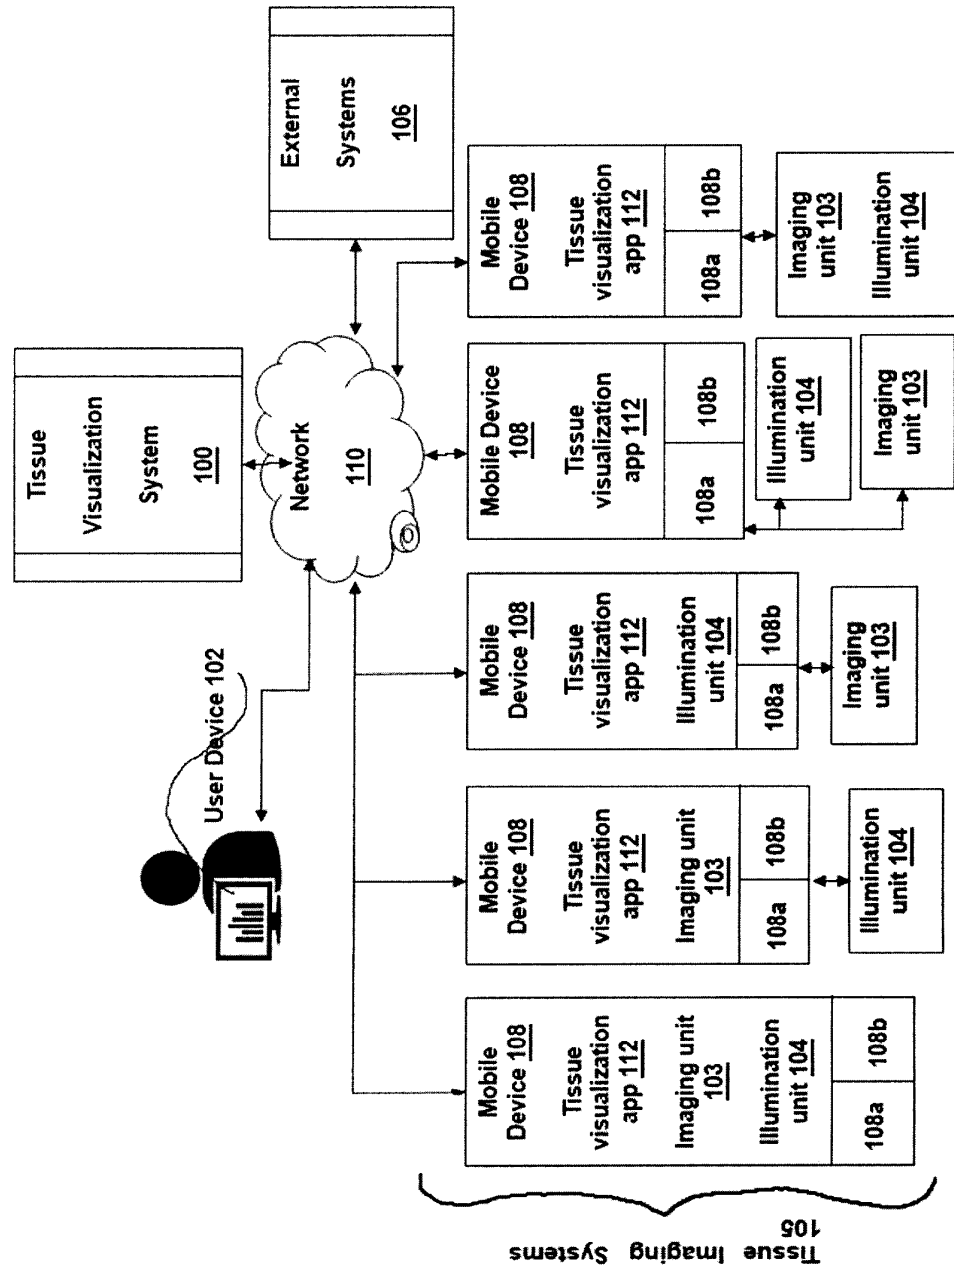 Tissue
Visualization
System
100
External
Systems
106
User Device 102
Network
110
Mobile
Device 108
Tissue
visualization
app 112
Imaging unit
103
Illumination
unit 104
108a
108b
Mobile
Device 108
Tissue
visualization
app 112
Imaging unit
103
108a
108b
Illumination
unit 104
Mobile
Device 108
Tissue
visualization
app 112
Illumination
unit 104
108a
108b
Imaging
unit 103
Mobile Device
108
Tissue
visualization
app 112
108a
108b
Illumination
unit 104
Imaging
unit 103
Mobile
Device 108
Tissue
visualization
app 112
108a
108b
Imaging
unit 103
Illumination
unit 104
Tissue Imaging Systems
105